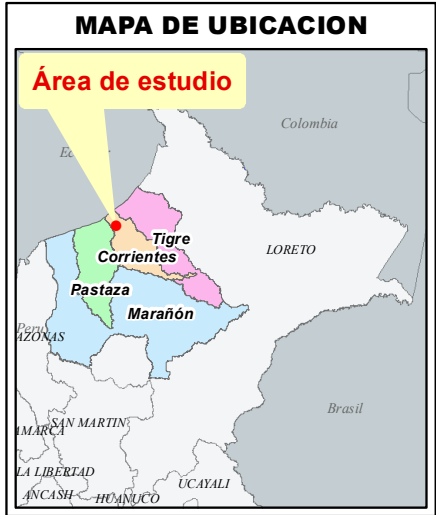 MAPA DE UBICACION
Área de estudio
Colombia
Ec
Tigre
LORETO
Corrientes
Pastaza
Marañón
Peru
AZONAS
Brasil
SAN MARTIN
AMARCA
LA LIBERTAD
UCAYALI
ANCASH
HUANUCO